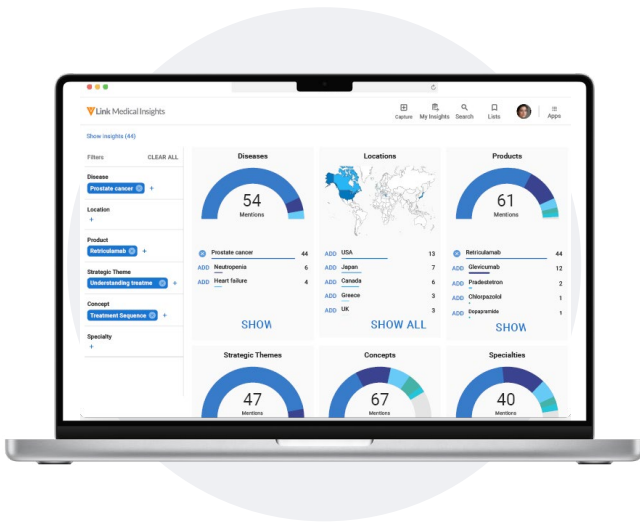 Link Medical Insights
Capture
My Insights
Search
Lists
Apps
Show insights (44)
Filters
CLEAR ALL
Disease
Prostate cancer
+
Location
+
Product
Retriculamab
+
Strategic Theme
Understanding treatme
+
Concept
Treatment Sequence
+
Specialty
+
Diseases
54
Mentions
Prostate cancer 44
ADD Neutropenia 6
ADD Heart failure 4
SHOW
Locations
ADD USA 13
ADD Japan 7
ADD Canada 6
ADD Greece 3
ADD UK 3
SHOW ALL
Products
61
Mentions
Retriculamab 44
ADD Glevicumab 12
ADD Pradestetron 2
ADD Chlorpazolol 1
ADD Dopapramide 1
SHOW
Strategic Themes
47
Mentions
Concepts
67
Mentions
Specialties
40
Mentions